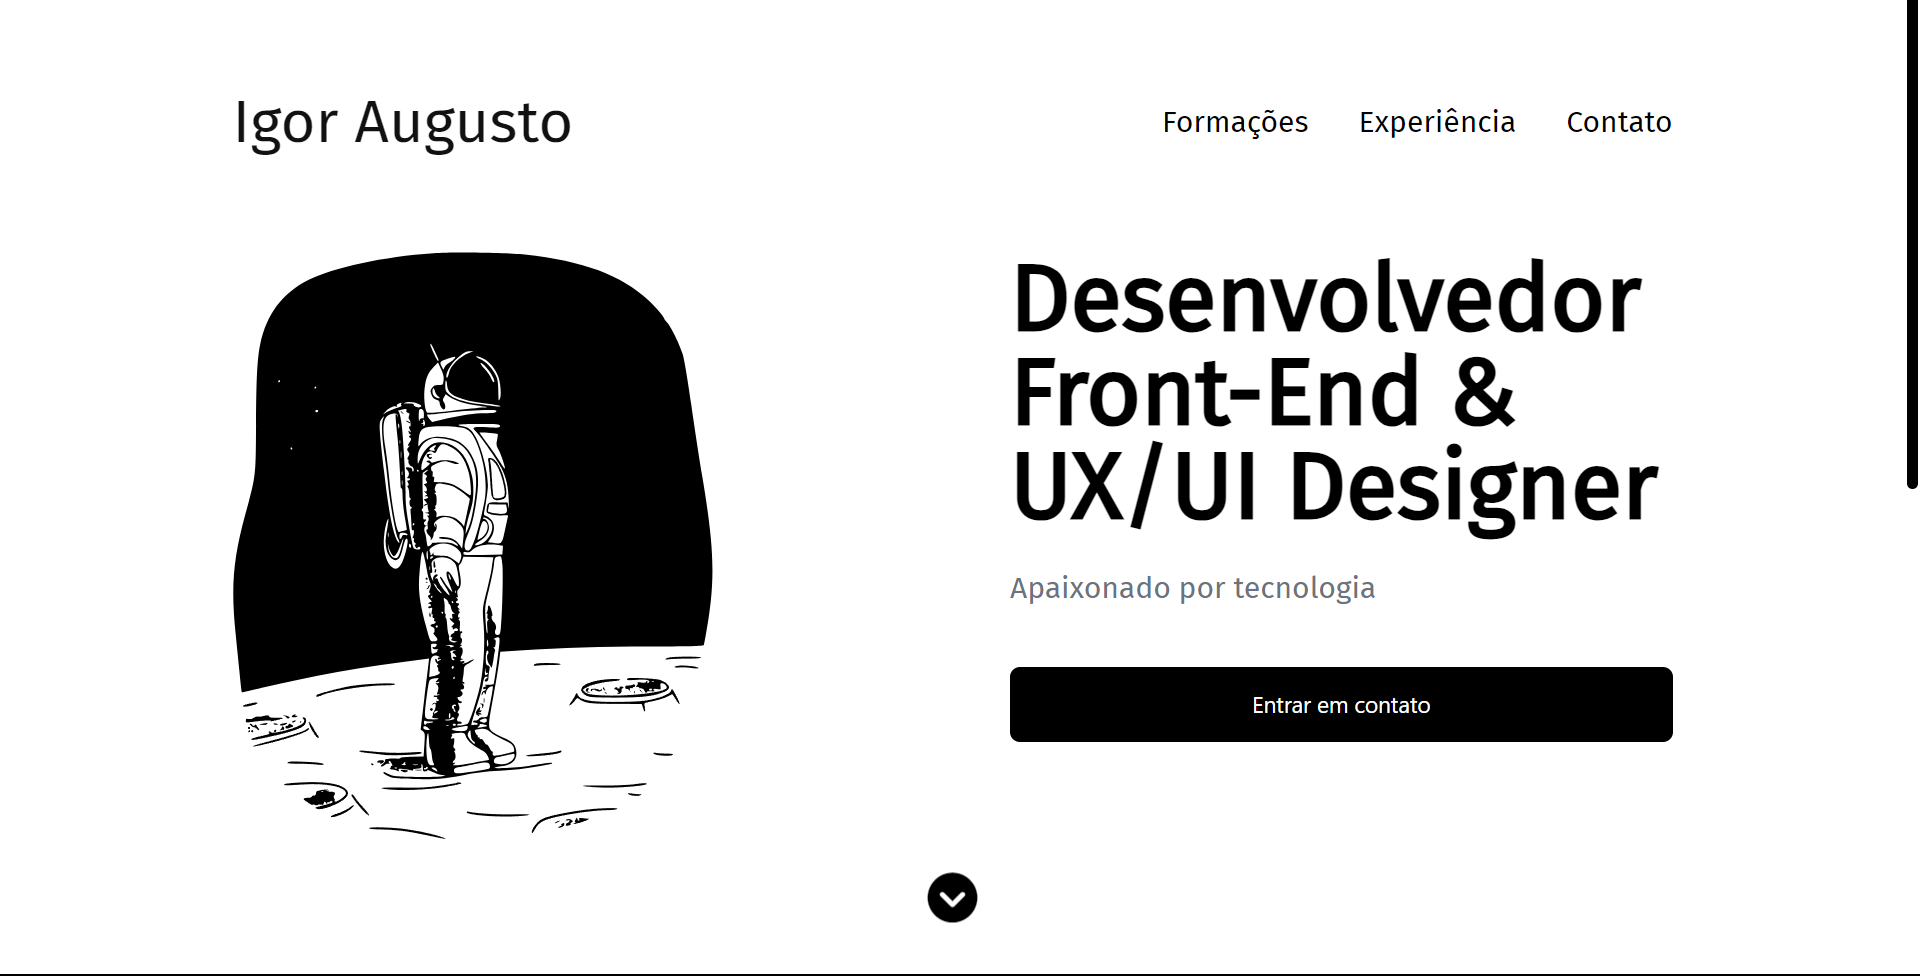 Igor Augusto
Formações Experiência Contato
Desenvolvedor
Front-End &
UX/UI Designer
Apaixonado por tecnologia
Entrar em contato